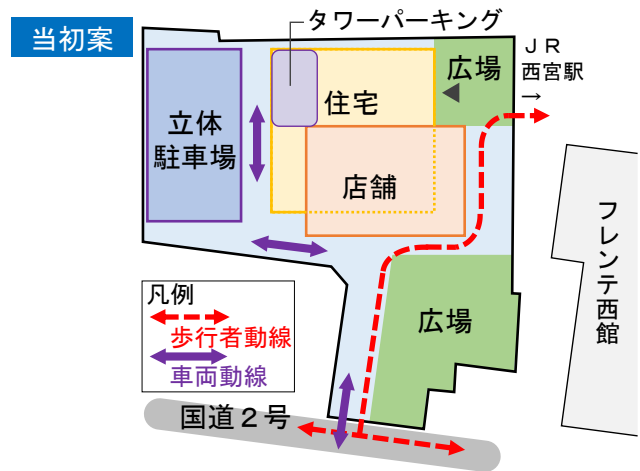 当初案
タワーパーキング
広場
ＪＲ
西宮駅
→
住宅
立体
駐車場
店舗
フレンテ西館
凡例
歩行者動線
車両動線
広場
国道２号